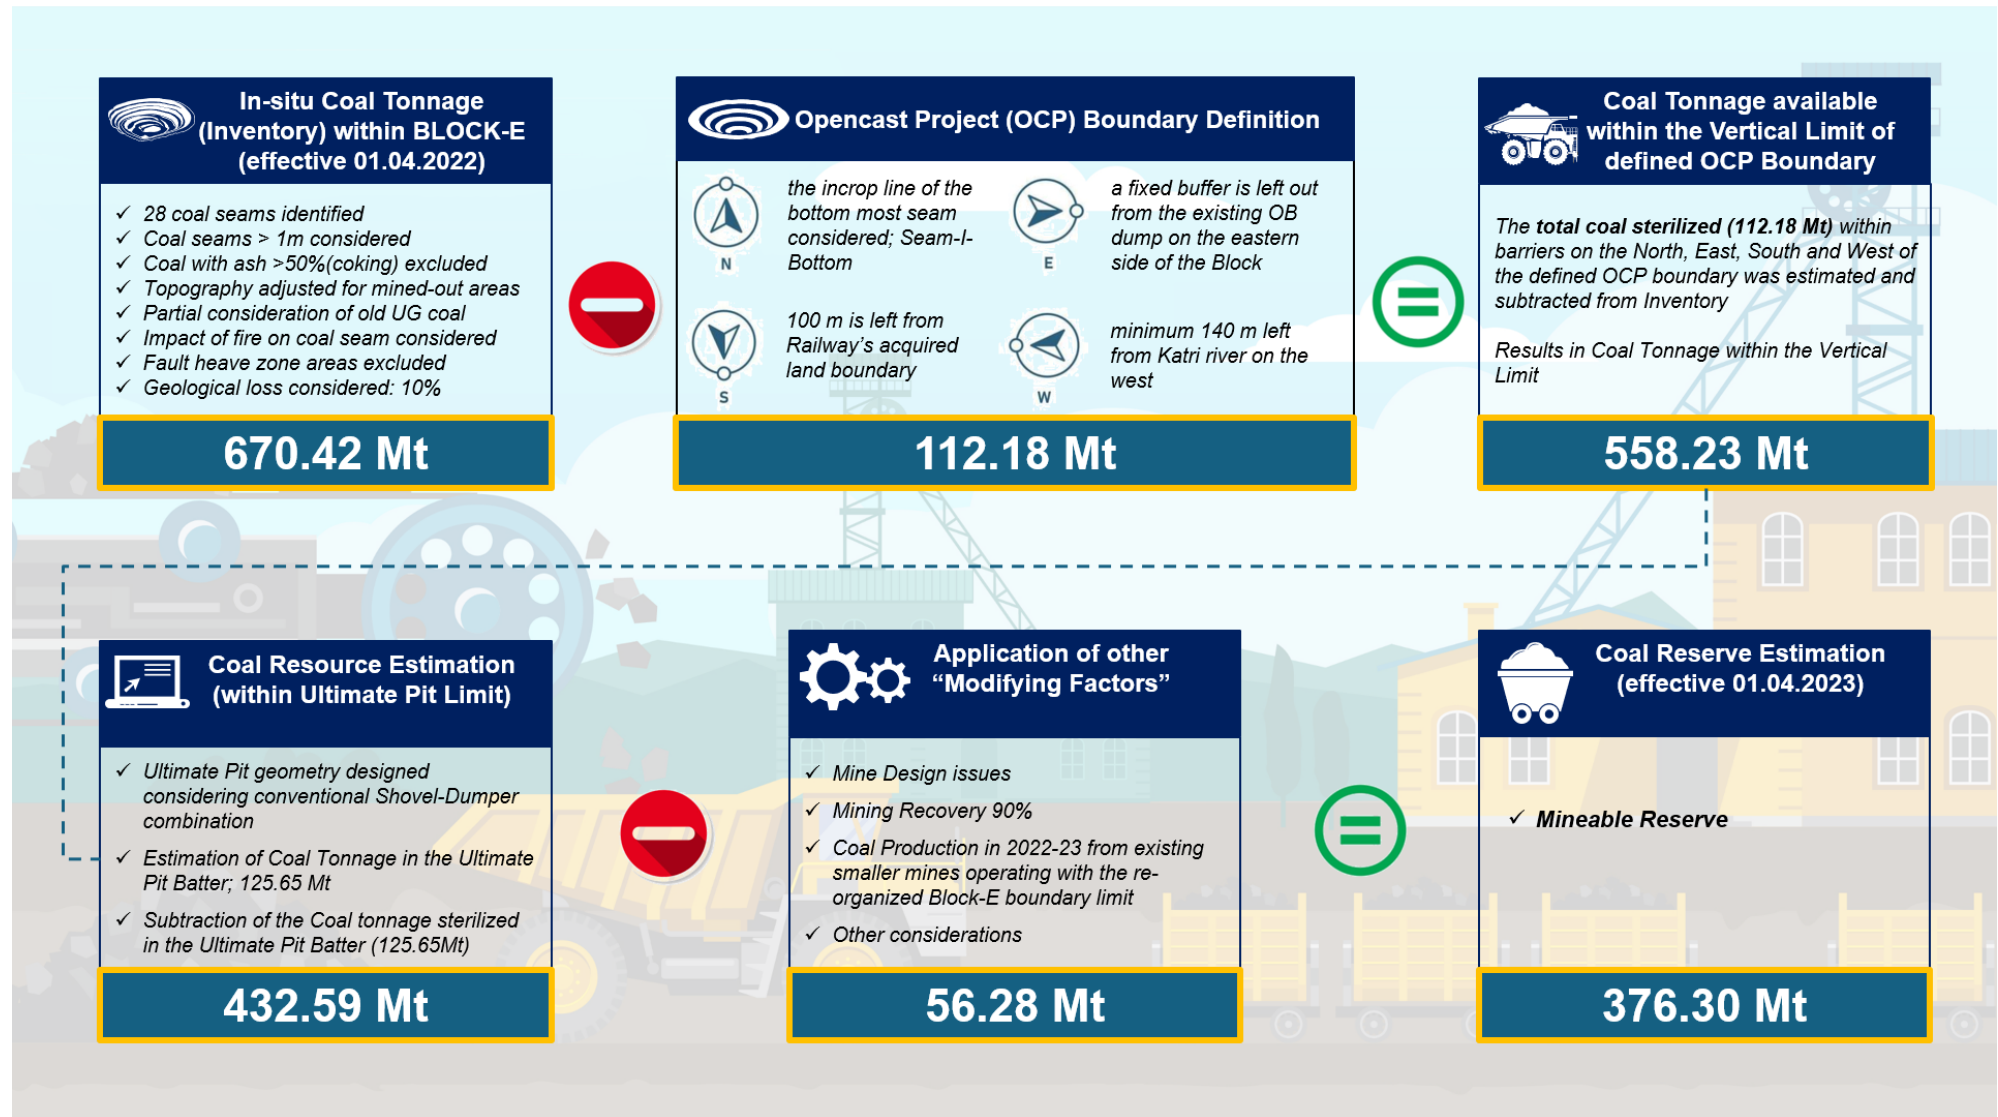 In-situ Coal Tonnage
(Inventory) within BLOCK-E
(effective 01.04.2022)
✓ 28 coal seams identified
✓ Coal seams > 1m considered
✓ Coal with ash >50%(coking) excluded
✓ Topography adjusted for mined-out areas
✓ Partial consideration of old UG coal
✓ Impact of fire on coal seam considered
✓ Fault heave zone areas excluded
✓ Geological loss considered: 10%
670.42 Mt
Opencast Project (OCP) Boundary Definition
N
the incrop line of the
bottom most seam
considered; Seam-I-
Bottom
E
a fixed buffer is left out
from the existing OB
dump on the eastern
side of the Block
S
100 m is left from
Railway's acquired
land boundary
W
minimum 140 m left
from Katri river on the
west
112.18 Mt
Coal Tonnage available
within the Vertical Limit of
defined OCP Boundary
The total coal sterilized (112.18 Mt) within
barriers on the North, East, South and West of
the defined OCP boundary was estimated and
subtracted from Inventory
Results in Coal Tonnage within the Vertical
Limit
558.23 Mt
Coal Resource Estimation
(within Ultimate Pit Limit)
✓ Ultimate Pit geometry designed
considering conventional Shovel-Dumper
combination
✓ Estimation of Coal Tonnage in the Ultimate
Pit Batter; 125.65 Mt
✓ Subtraction of the Coal tonnage sterilized
in the Ultimate Pit Batter (125.65Mt)
432.59 Mt
Application of other
“Modifying Factors”
✓ Mine Design issues
✓ Mining Recovery 90%
✓ Coal Production in 2022-23 from existing
smaller mines operating with the re-
organized Block-E boundary limit
✓ Other considerations
56.28 Mt
Coal Reserve Estimation
(effective 01.04.2023)
✓ Mineable Reserve
376.30 Mt